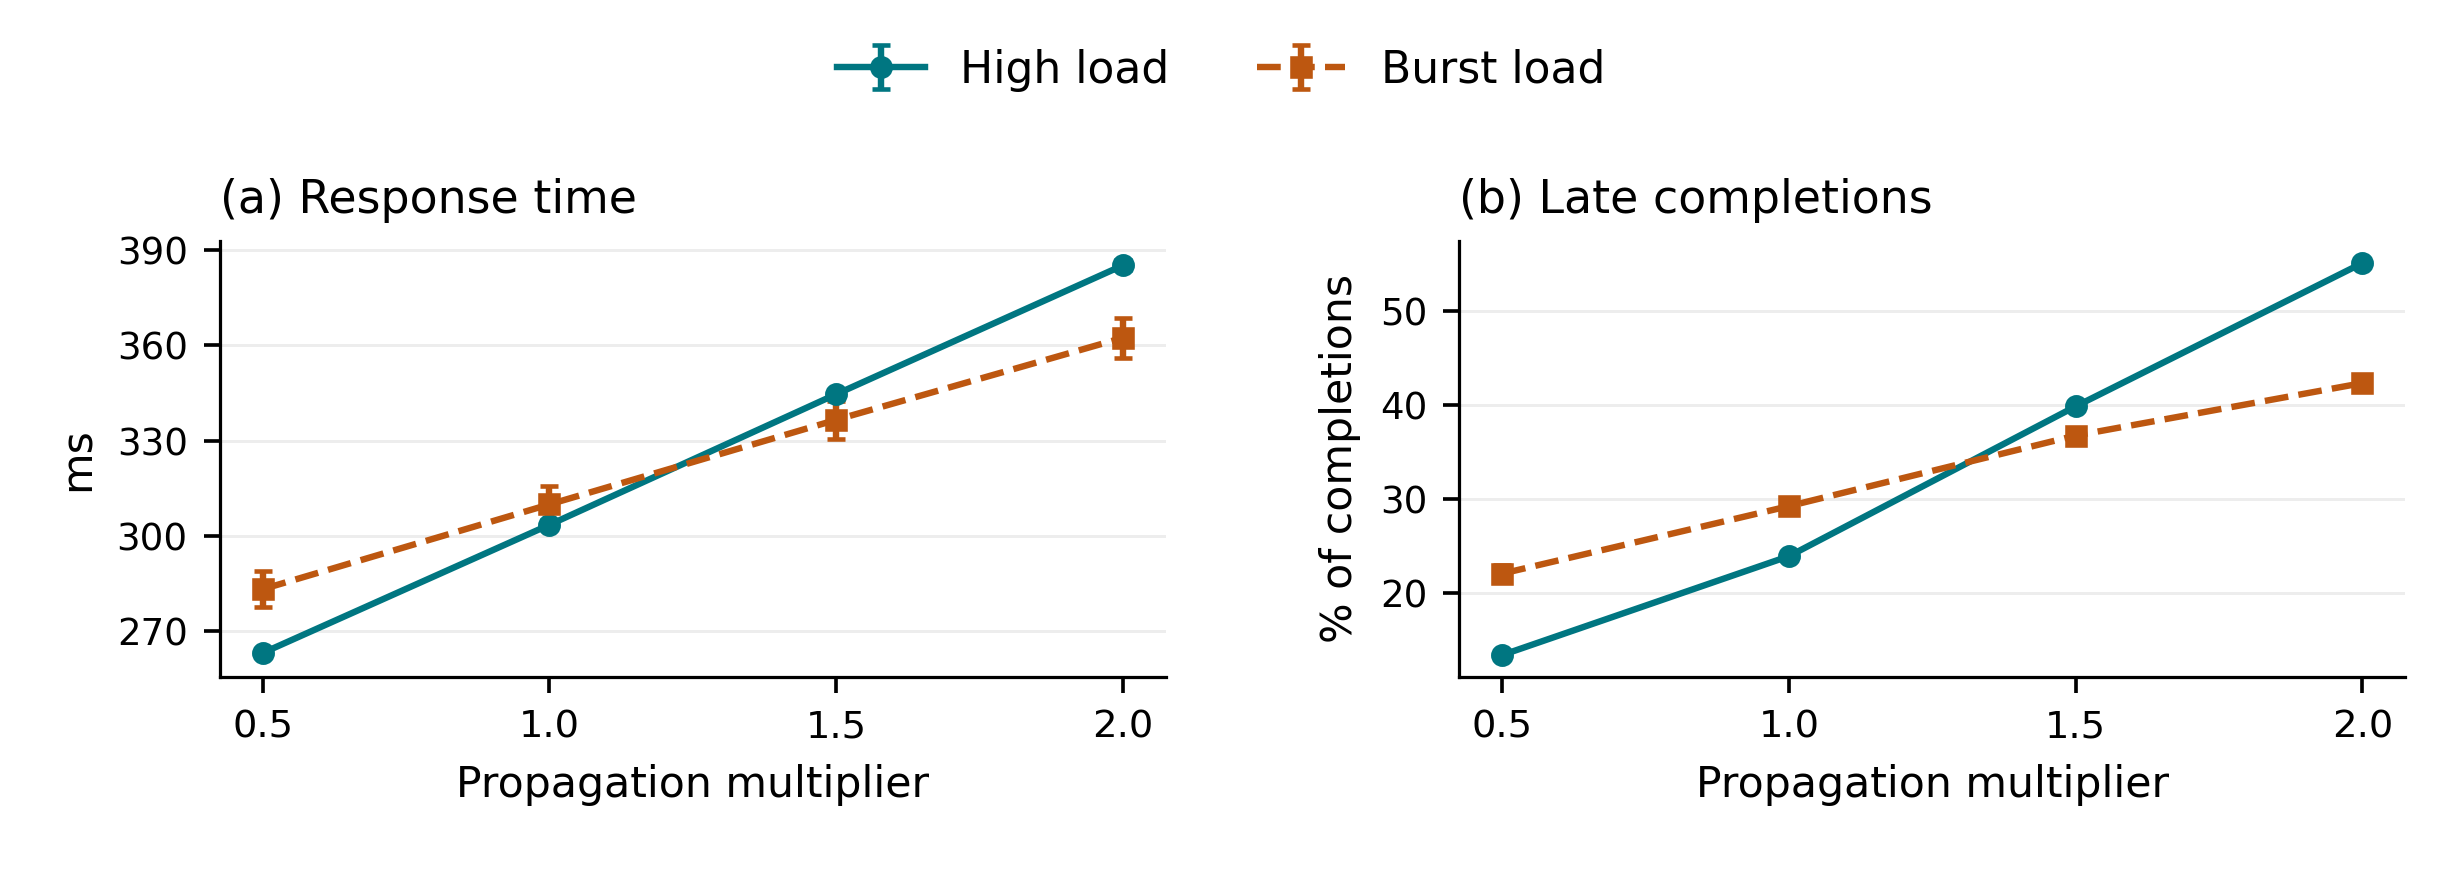 High load
Burst load
(a) Response time
390
360
330
300
270
ms
0.5
1.0
1.5
2.0
Propagation multiplier
(b) Late completions
50
40
30
20
% of completions
0.5
1.0
1.5
2.0
Propagation multiplier